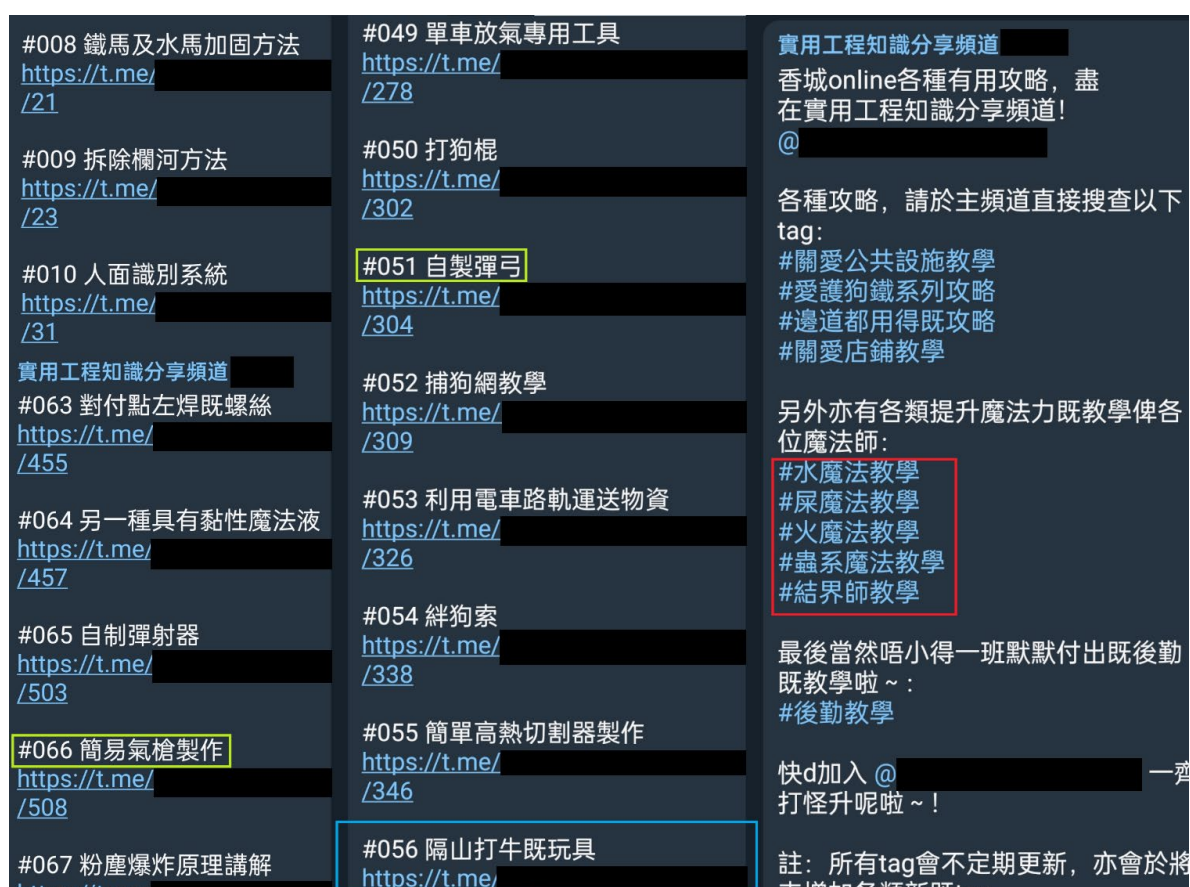 #008 鐵馬及水馬加固方法
https://t.me/
/21
#009 拆除欄河方法
https://t.me/
/23
#010 人面識別系統
https://t.me/
/31
實用工程知識分享頻道
#063 對付點左焊既螺絲
https://t.me/
/455
#064 另一種具有黏性魔法液
https://t.me/
/457
#065 自制彈射器
https://t.me/
/503
#066 簡易氣槍製作
https://t.me/
/508
#067 粉塵爆炸原理講解
#049 單車放氣專用工具
https://t.me/
/278
#050 打狗棍
https://t.me/
/302
#051 自製彈弓
https://t.me/
/304
#052 捕狗網教學
https://t.me/
/309
#053 利用電車路軌運送物資
https://t.me/
/326
#054 絆狗索
https://t.me/
/338
#055 簡單高熱切割器製作
https://t.me/
/346
#056 隔山打牛既玩具
https://t.me/
實用工程知識分享頻道
香城online各種有用攻略，盡
在實用工程知識分享頻道！
@
各種攻略，請於主頻道直接搜查以下
tag：
#關愛公共設施教學
#愛護狗鐵系列攻略
#邊道都用得既攻略
#關愛店鋪教學
另外亦有各類提升魔法力既教學俾各
位魔法師：
#水魔法教學
#屎魔法教學
#火魔法教學
#蟲系魔法教學
#結界師教學
最後當然唔小得一班默默付出既後勤
既教學啦～：
#後勤教學
快d加入 @ 一齊
打怪升呢啦～！
註：所有tag會不定期更新，亦會於將